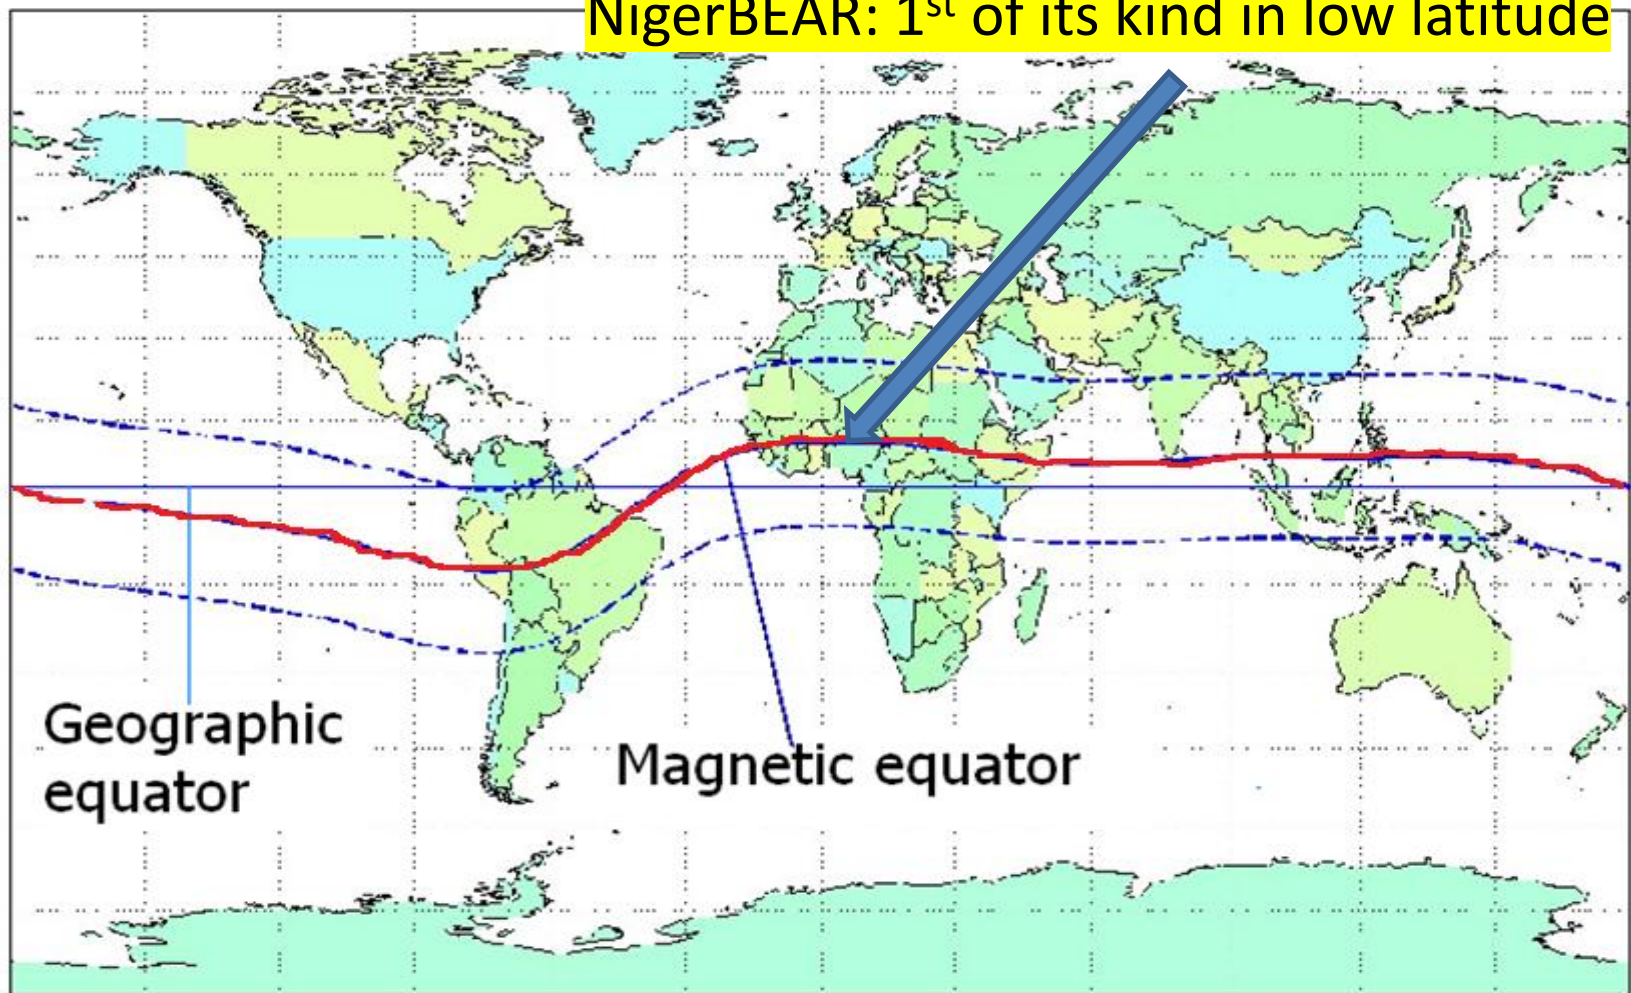 NigerBEAR: 1st of its kind in low latitude
Geographic
equator
Magnetic equator